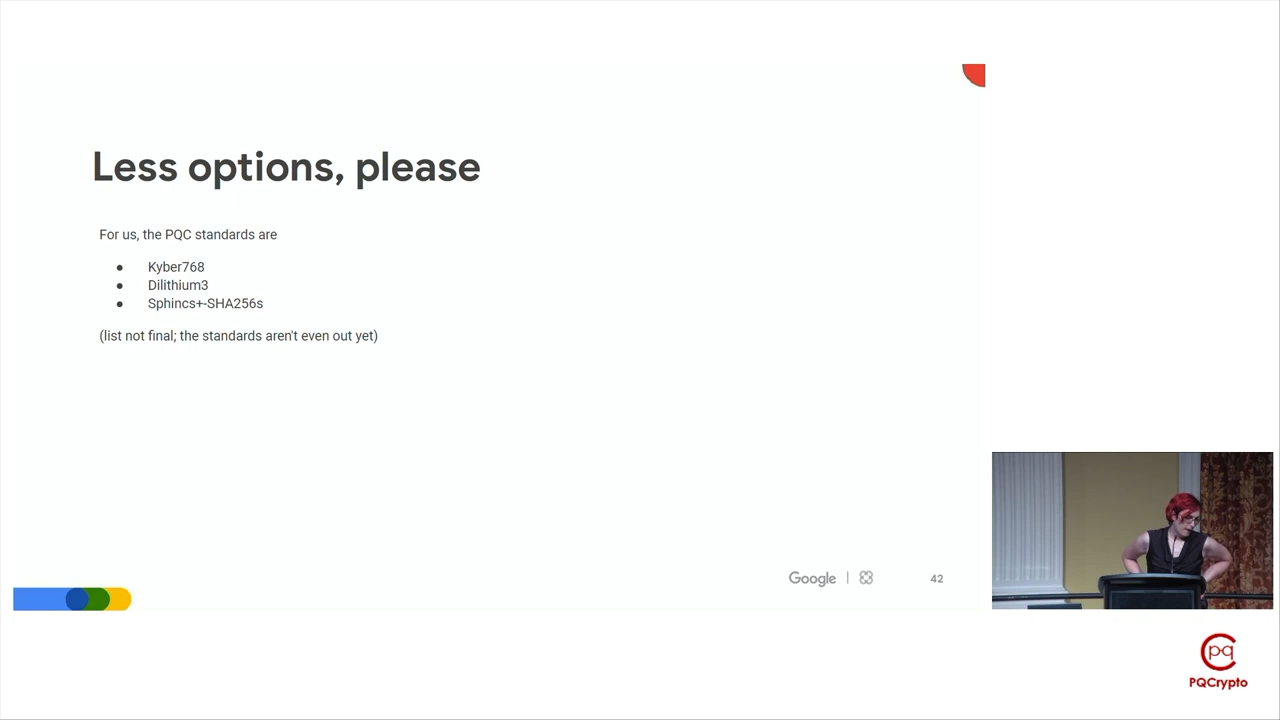 Less options, please
For us, the PQC standards are
● Kyber768
● Dilithium3
● Sphincs+-SHA256s
(list not final; the standards aren't even out yet)
Google
42
pq
PQCrypto